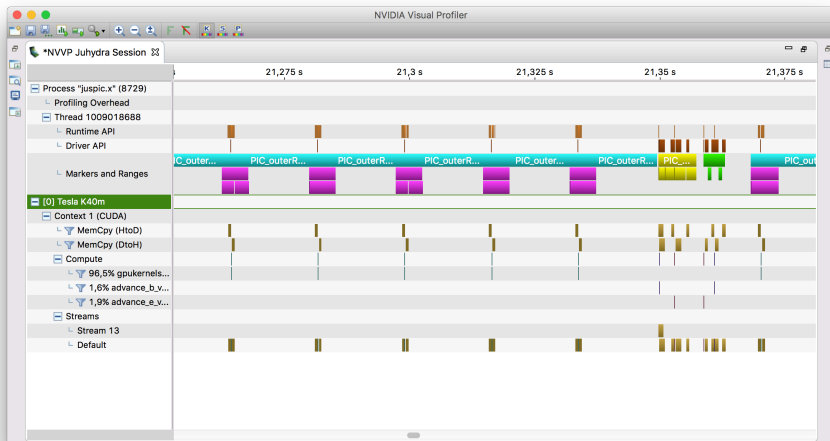 NVIDIA Visual Profiler
K S P
*NVVP Juhydra Session
s 21,275 s 21,3 s 21,325 s 21,35 s 21,375 s
Process "juspic.x" (8729)
Profiling Overhead
Thread 1009018688
Runtime API
Driver API
Markers and Ranges
IC_outer... PIC_outerR... PIC_outerR... PIC_outerR... PIC_outerR... PIC_outerR... PIC_... PIC_out
[0] Tesla K40m
Context 1 (CUDA)
MemCpy (HtoD)
MemCpy (DtoH)
Compute
96,5% gpukernels...
1,6% advance_b_v...
1,9% advance_e_v...
Streams
Stream 13
Default